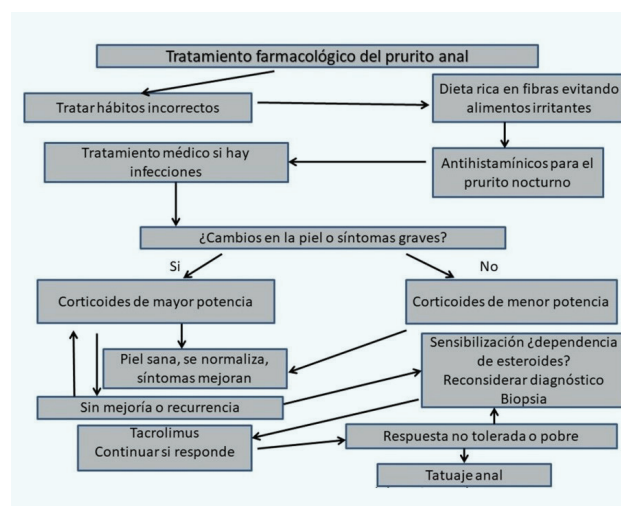 Tratamiento farmacológico del prurito anal
Tratar hábitos incorrectos
Dieta rica en fibras evitando
alimentos irritantes
Tratamiento médico si hay
infecciones
Antihistamínicos para el
prurito nocturno
¿Cambios en la piel o síntomas graves?
Si
No
Corticoides de mayor potencia
Corticoides de menor potencia
Piel sana, se normaliza,
síntomas mejoran
Sensibilización ¿dependencia
de esteroides?
Reconsiderar diagnóstico
Biopsia
Sin mejoría o recurrencia
Tacrolimus
Continuar si responde
Respuesta no tolerada o pobre
Tatuaje anal